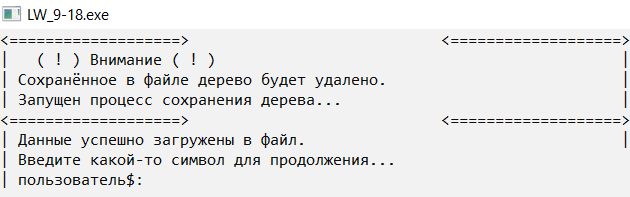 LW_9-18.exe
<===================>                            <===================>
|   ( ! ) Внимание ( ! )                                             |
| Сохранённое в файле дерево будет удалено.                          |
| Запущен процесс сохранения дерева...                               |
<===================>                            <===================>
| Данные успешно загружены в файл.                                   |
| Введите какой-то символ для продолжения...
| пользователь$: